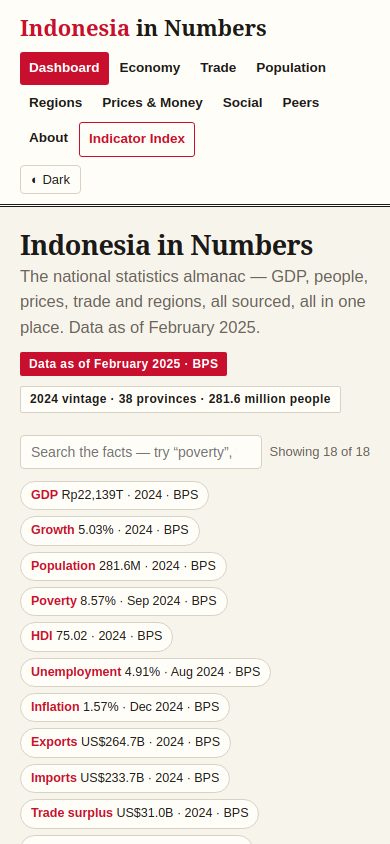 Indonesia in Numbers
Dashboard Economy Trade Population
Regions Prices & Money Social Peers
About Indicator Index
Dark
Indonesia in Numbers
The national statistics almanac — GDP, people,
prices, trade and regions, all sourced, all in one
place. Data as of February 2025.
Data as of February 2025 · BPS
2024 vintage · 38 provinces · 281.6 million people
Search the facts — try “poverty”, Showing 18 of 18
GDP Rp22,139T · 2024 · BPS
Growth 5.03% · 2024 · BPS
Population 281.6M · 2024 · BPS
Poverty 8.57% · Sep 2024 · BPS
HDI 75.02 · 2024 · BPS
Unemployment 4.91% · Aug 2024 · BPS
Inflation 1.57% · Dec 2024 · BPS
Exports US$264.7B · 2024 · BPS
Imports US$233.7B · 2024 · BPS
Trade surplus US$31.0B · 2024 · BPS